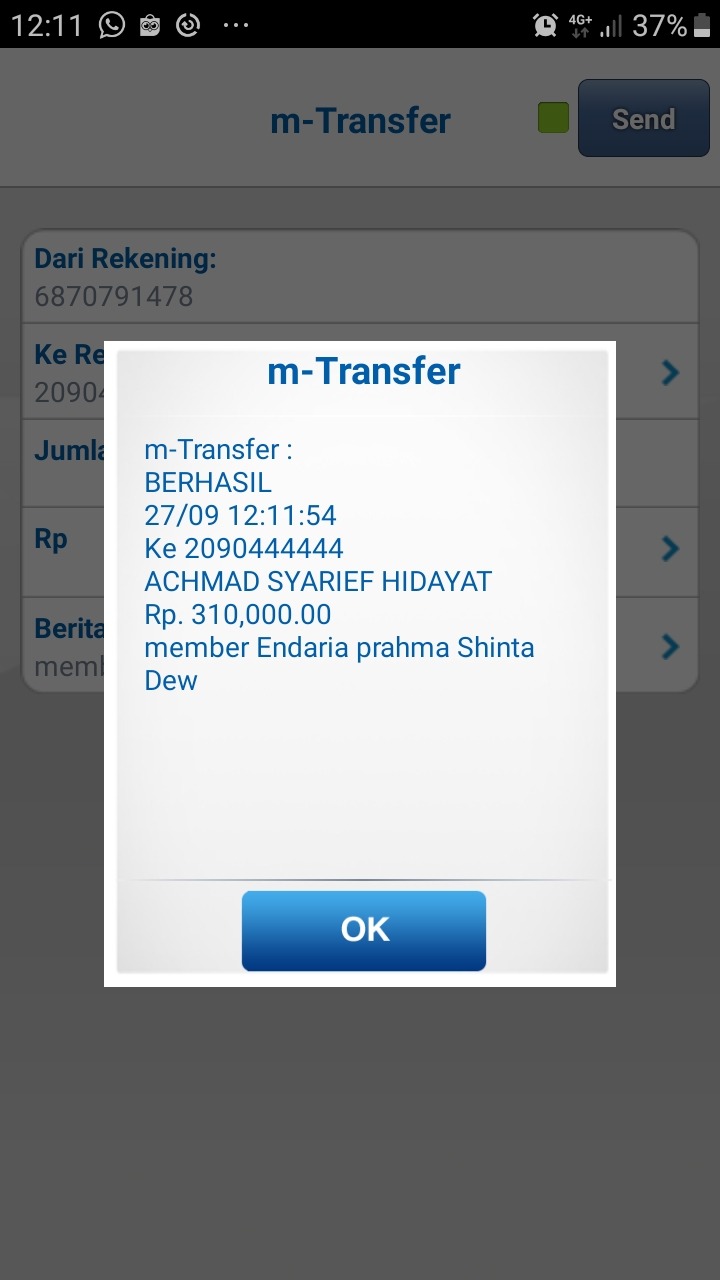 12:11
4G+
37%
m-Transfer
Send
Dari Rekening:
6870791478
Ke Re
2090
Jumla
Rp
Berita
memb
m-Transfer
m-Transfer :
BERHASIL
27/09 12:11:54
Ke 2090444444
ACHMAD SYARIEF HIDAYAT
Rp. 310,000.00
member Endaria prahma Shinta
Dew
OK